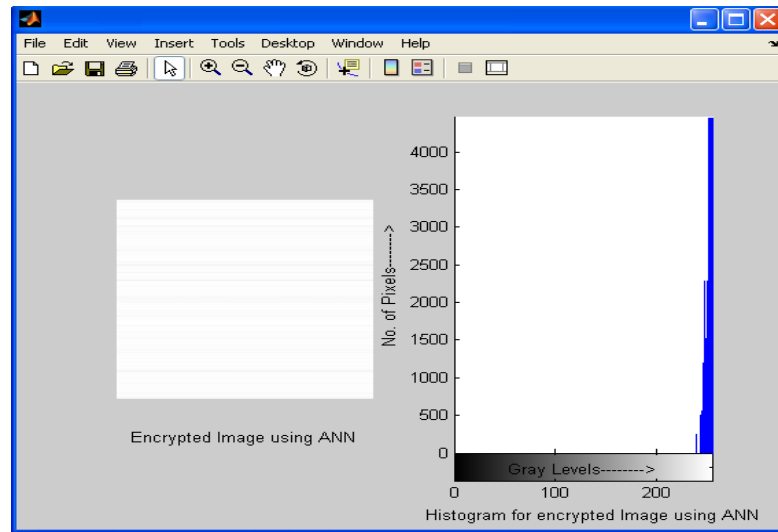 File Edit View Insert Tools Desktop Window Help
4000
3500
3000
2500
2000
1500
1000
500
0
No. of Pixels-------->
Gray Levels-------->
0 100 200
Encrypted Image using ANN
Histogram for encrypted Image using ANN